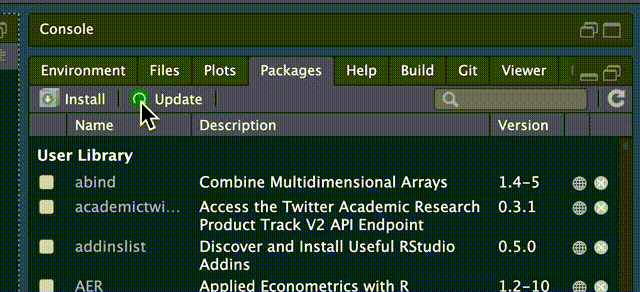 Console
Environment Files Plots Packages Help Build Git Viewer
Install Update
Name Description Version
User Library
abind Combine Multidimensional Arrays 1.4-5
academictwi... Access the Twitter Academic Research 0.3.1
Product Track V2 API Endpoint
addinslist Discover and Install Useful RStudio 0.5.0
Addins
AER Applied Econometrics with R 1.2-10